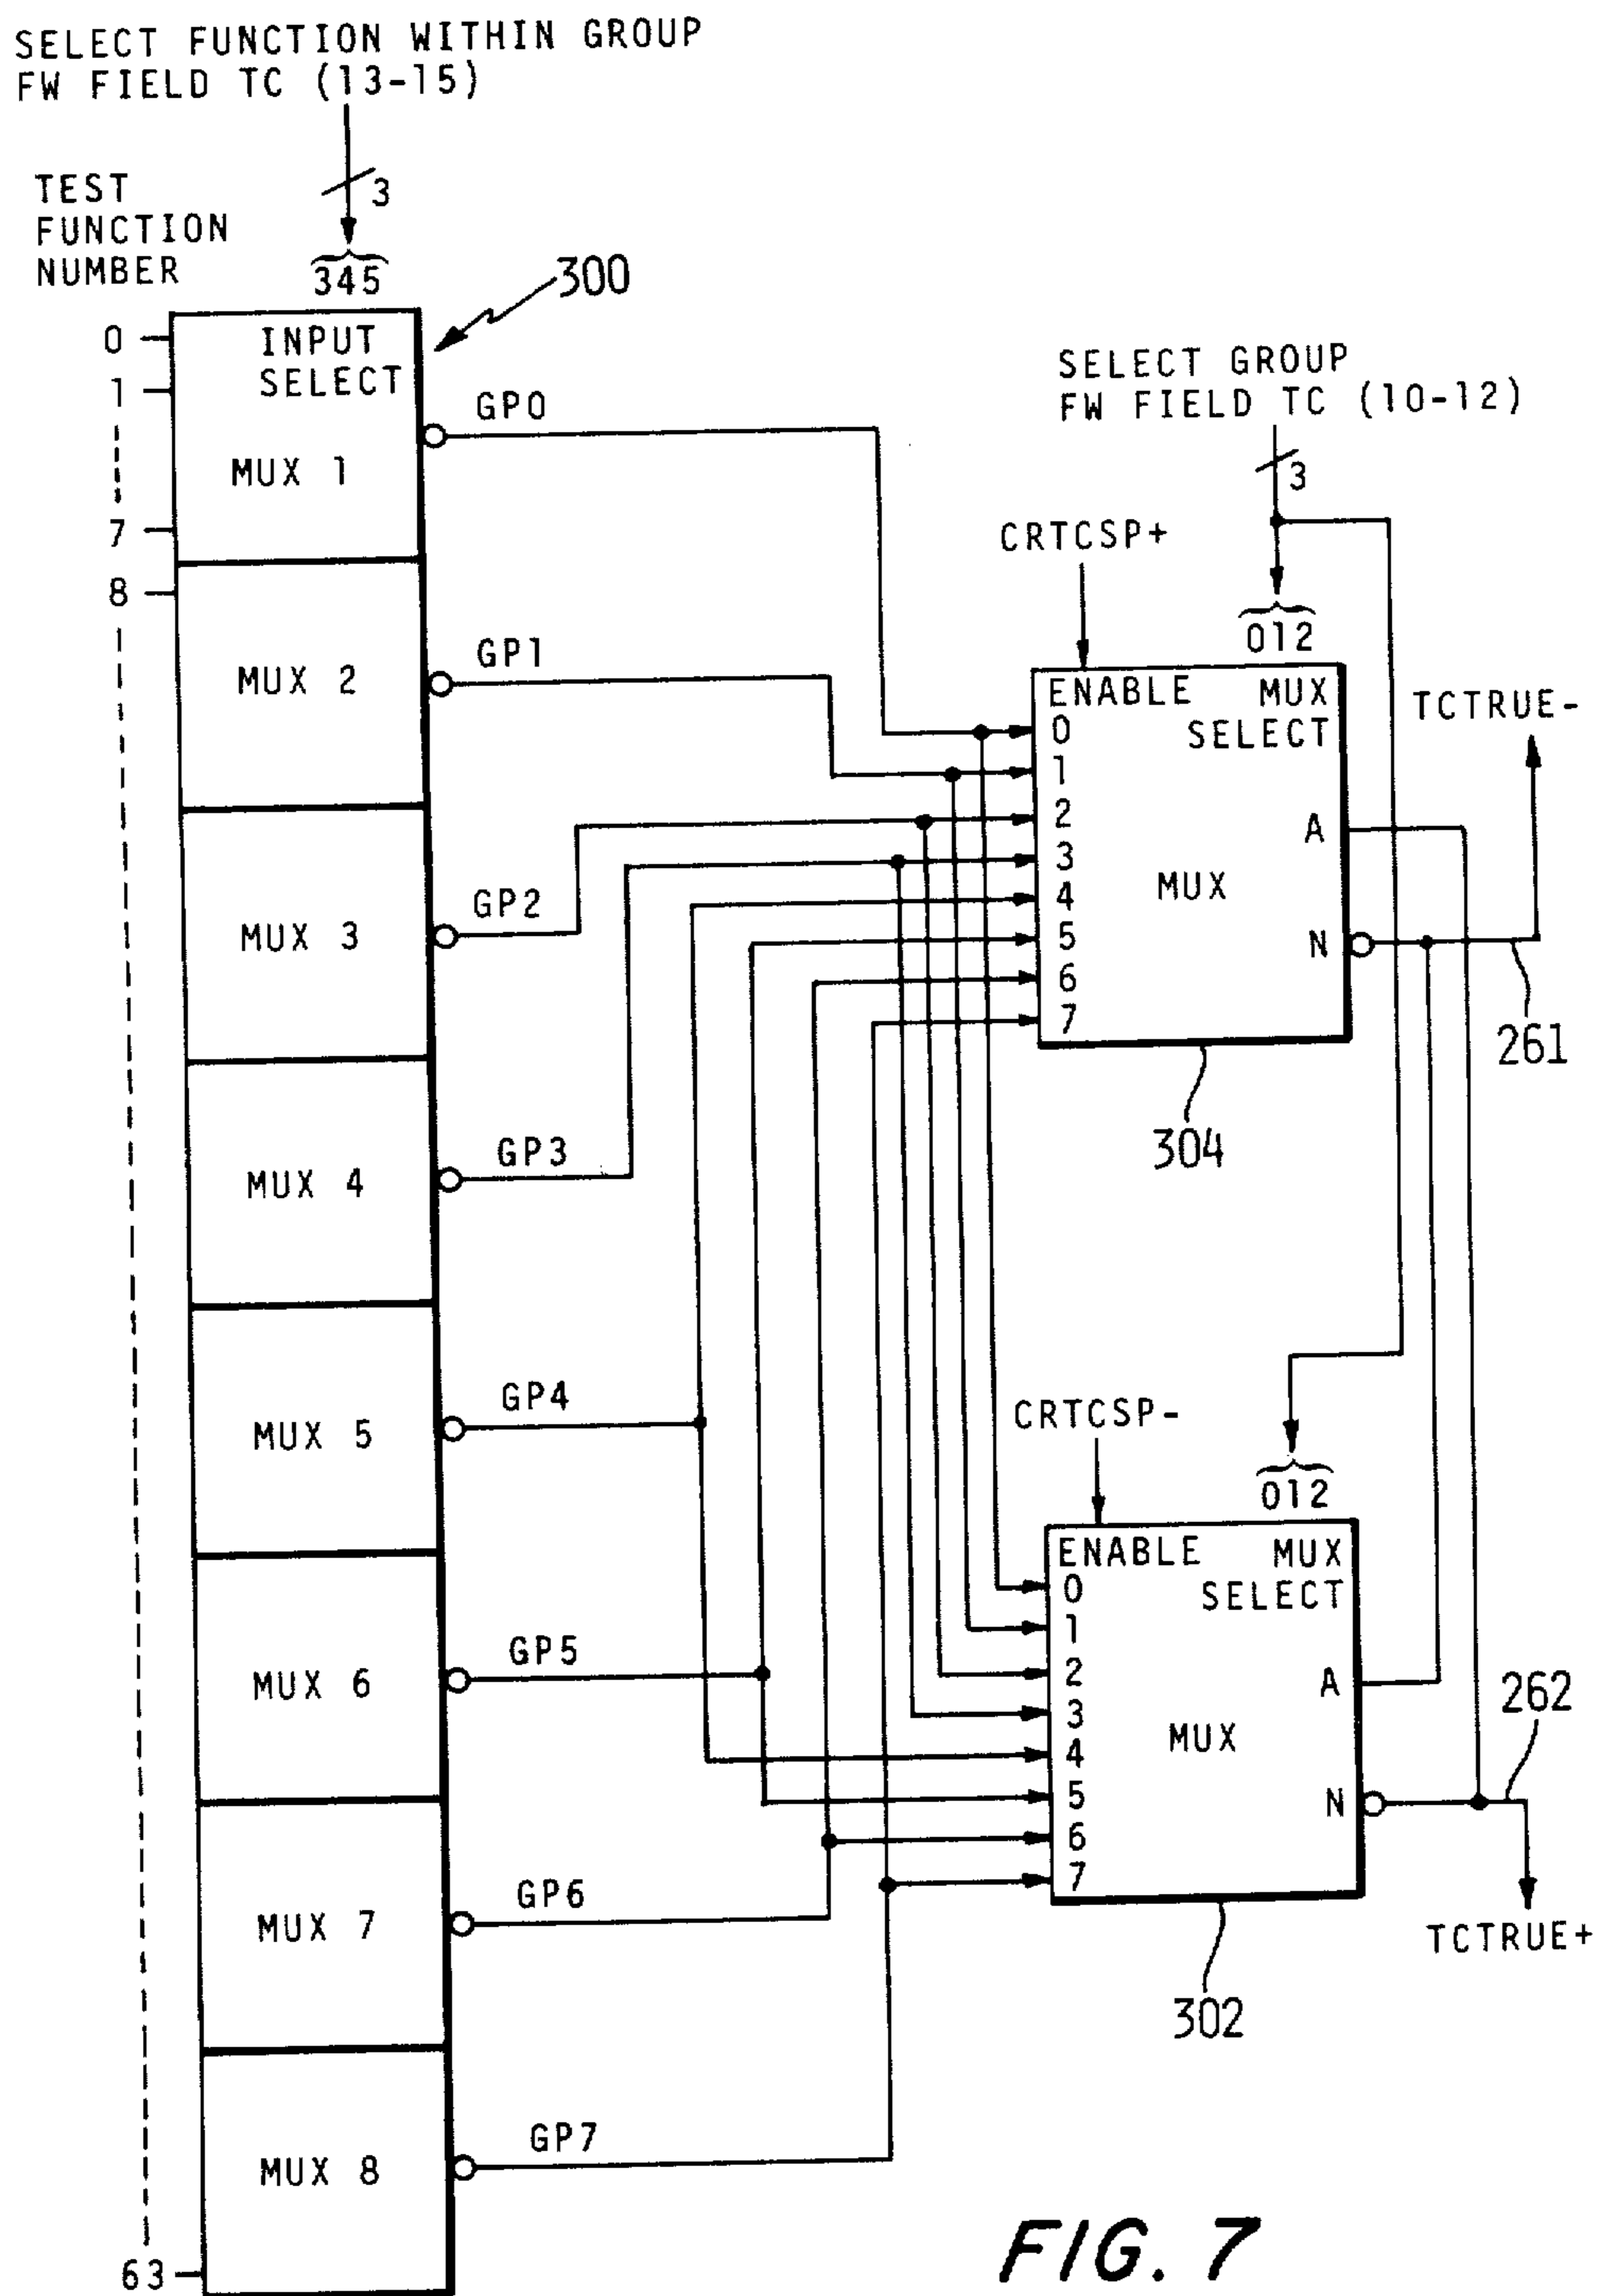 SELECT FUNCTION WITHIN GROUP
FW FIELD TC (13-15)
3
TEST
FUNCTION
NUMBER
345
300
0
1
7
8
63
INPUT
SELECT
MUX 1
MUX 2
MUX 3
MUX 4
MUX 5
MUX 6
MUX 7
MUX 8
GP0
GP1
GP2
GP3
GP4
GP5
GP6
GP7
SELECT GROUP
FW FIELD TC (10-12)
3
CRTCSP+
012
ENABLE MUX
SELECT
0
1
2
3
4
5
6
7
A
MUX
N
TCTRUE-
261
304
CRTCSP-
012
ENABLE MUX
SELECT
0
1
2
3
4
5
6
7
A
MUX
N
262
TCTRUE+
302
FIG. 7